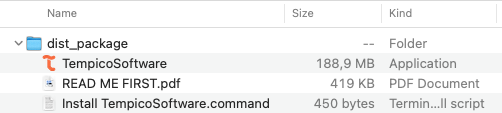 Name Size Kind
dist_package -- Folder
TempicoSoftware 188,9 MB Application
READ ME FIRST.pdf 419 KB PDF Document
Install TempicoSoftware.command 450 bytes Termin...ll script